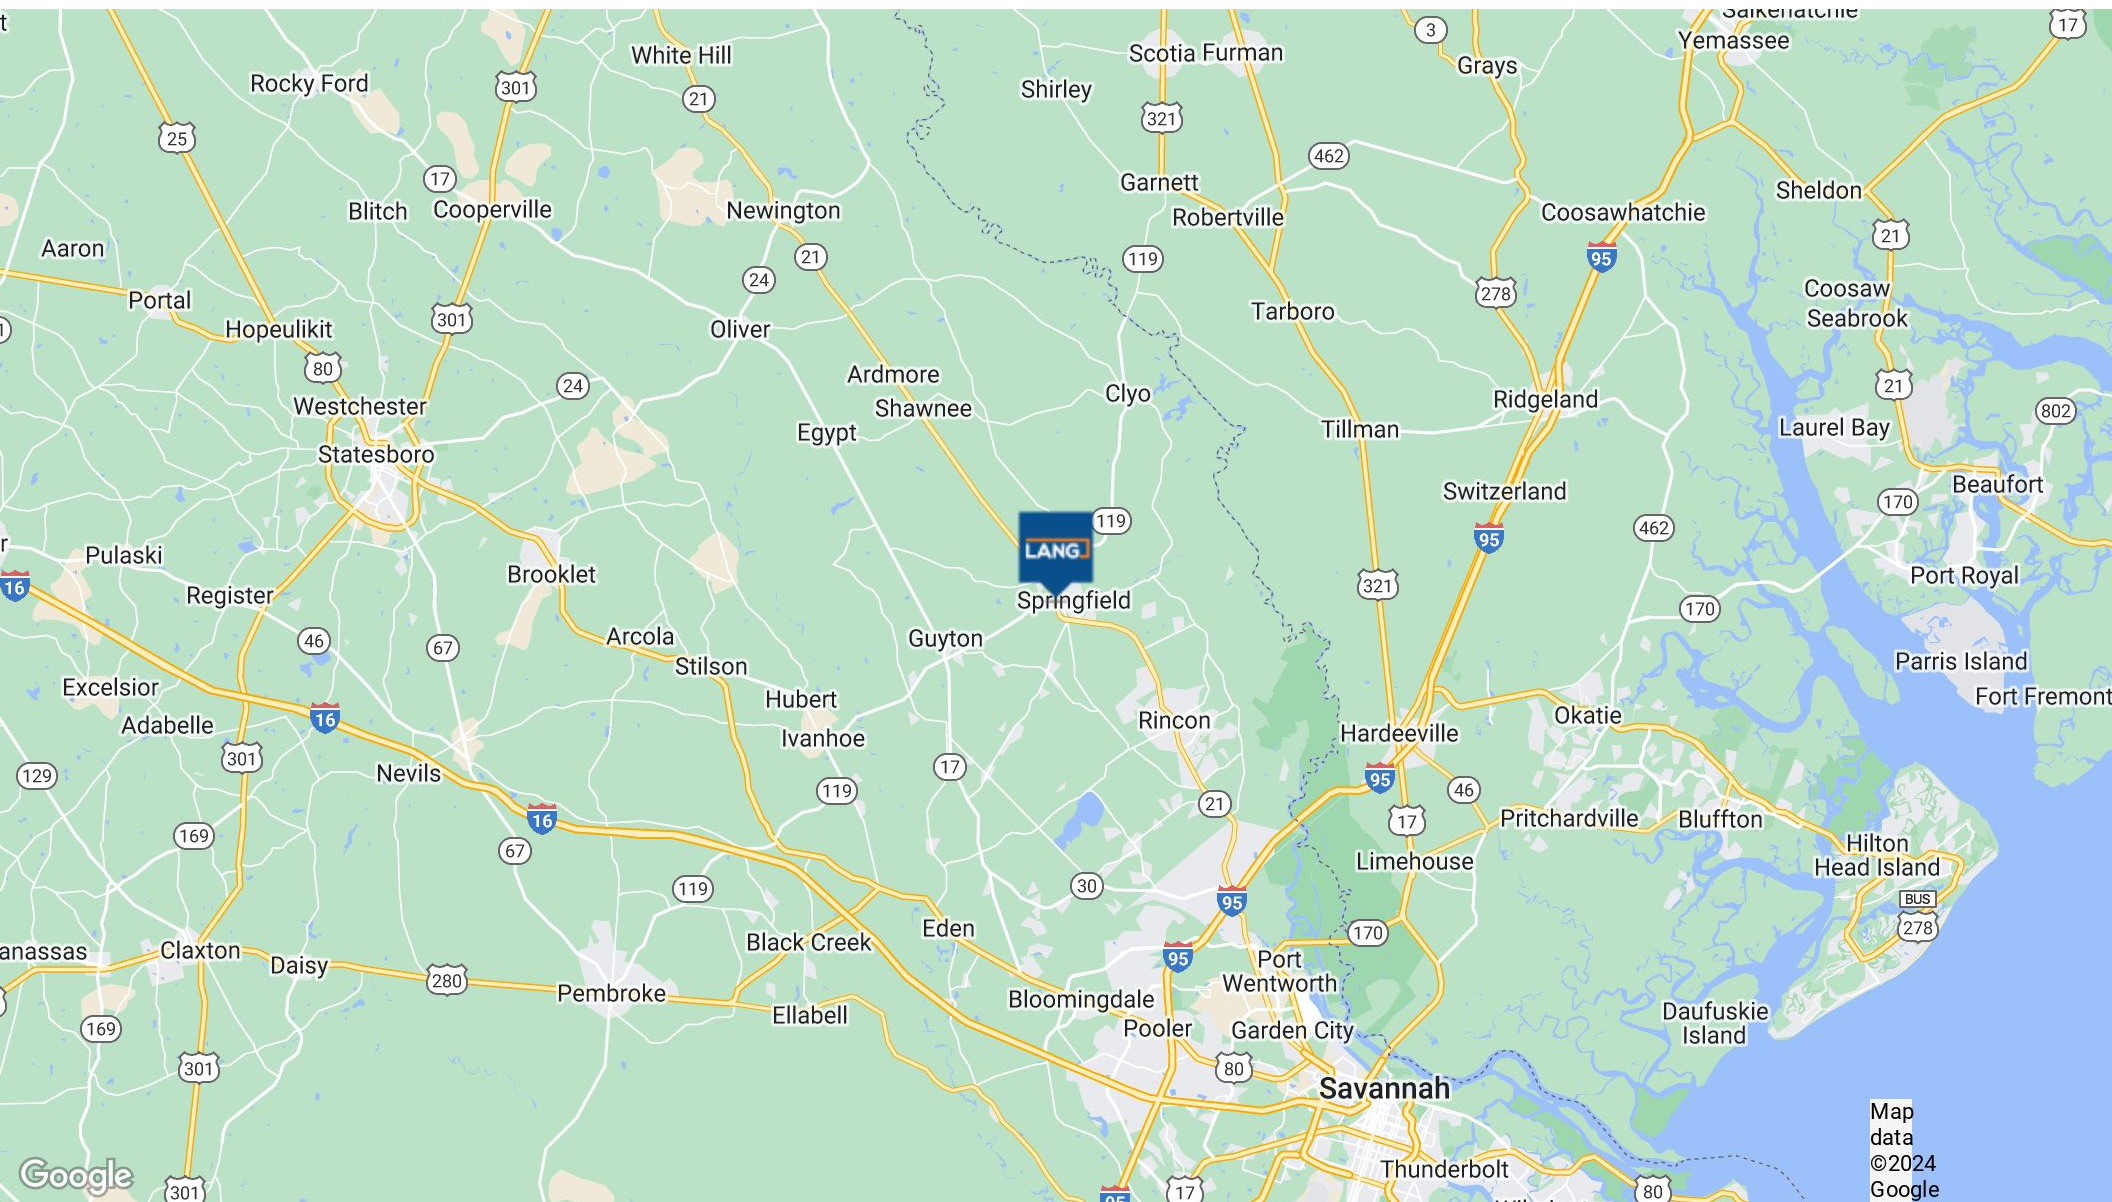 Salkehatchie
17
Yemassee
White Hill
Scotia
Furman
3
Grays
Rocky Ford
301
21
Shirley
321
25
462
17
Garnett
Sheldon
Blitch
Cooperville
Newington
Robertville
Coosawhatchie
21
Aaron
21
119
95
24
278
Coosaw
Portal
Tarboro
Seabrook
301
Hopeulikit
Oliver
80
24
Ardmore
21
Clyo
Ridgeland
802
Westchester
Shawnee
Laurel Bay
Egypt
Tillman
Statesboro
Beaufort
Switzerland
170
119
462
95
LANG
Pulaski
Brooklet
Port Royal
16
321
Register
Springfield
170
46
67
Arcola
Guyton
Stilson
Parris Island
Excelsior
Hubert
Fort Fremont
16
Adabelle
Rincon
Okatie
Ivanhoe
Hardeeville
301
17
129
Nevils
95
119
46
21
16
17
Pritchardville
Bluffton
169
67
Limehouse
Hilton
Head Island
119
30
95
BUS
278
Eden
170
Black Creek
anassas
Claxton
Daisy
95
Port
Wentworth
280
Pembroke
Bloomingdale
Ellabell
Daufuskie
Island
169
Pooler
Garden City
301
80
Savannah
Map
data
©2024
Google
Thunderbolt
Google
301
95
17
80